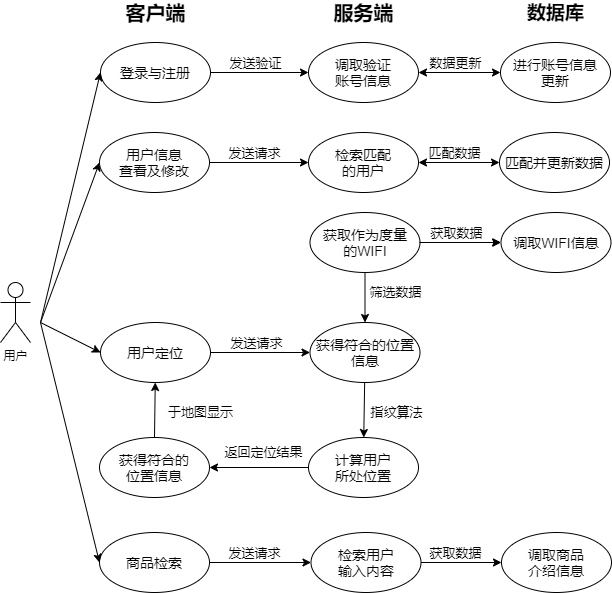 客户端
服务端
数据库
登录与注册
发送验证
调取验证
账号信息
数据更新
进行账号信息
更新
用户信息
查看及修改
发送请求
检索匹配
的用户
匹配数据
匹配并更新数据
获取作为度量
的WIFI
获取数据
调取WIFI信息
筛选数据
用户
用户定位
发送请求
获得符合的位置
信息
于地图显示
指纹算法
获得符合的
位置信息
返回定位结果
计算用户
所处位置
商品检索
发送请求
检索用户
输入内容
获取数据
调取商品
介绍信息